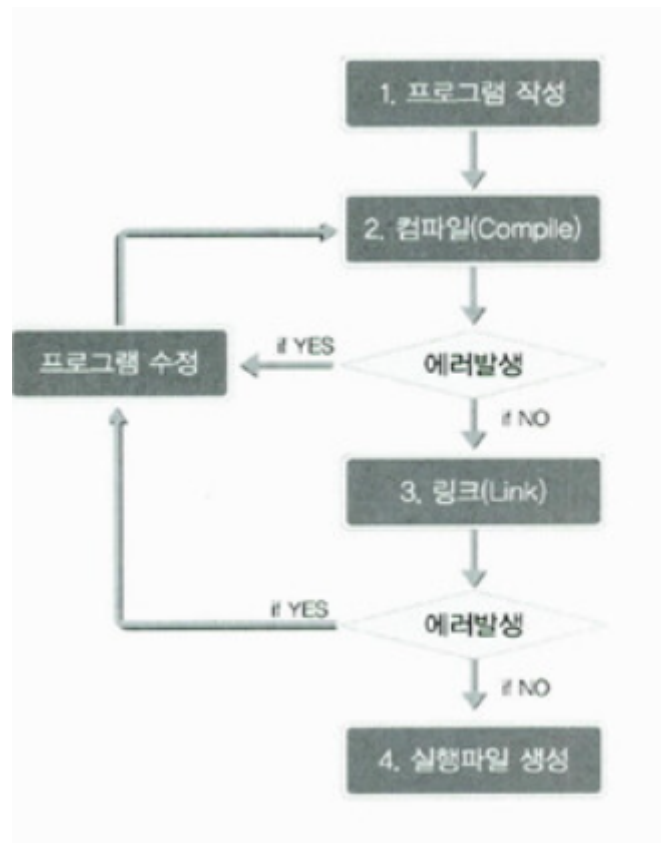 1. 프로그램 작성
2. 컴파일(Compile)
프로그램 수정
if YES
에러발생
if NO
3. 링크(Link)
if YES
에러발생
if NO
4. 실행파일 생성